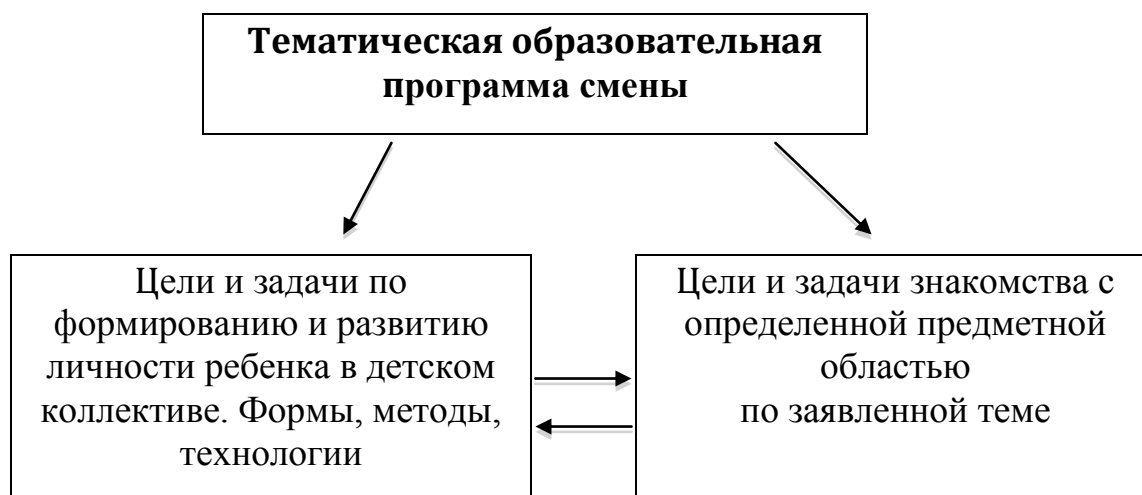 Тематическая образовательная
программа смены
Цели и задачи по
формированию и развитию
личности ребенка в детском
коллективе. Формы, методы,
технологии
Цели и задачи знакомства с
определенной предметной
областью
по заявленной теме